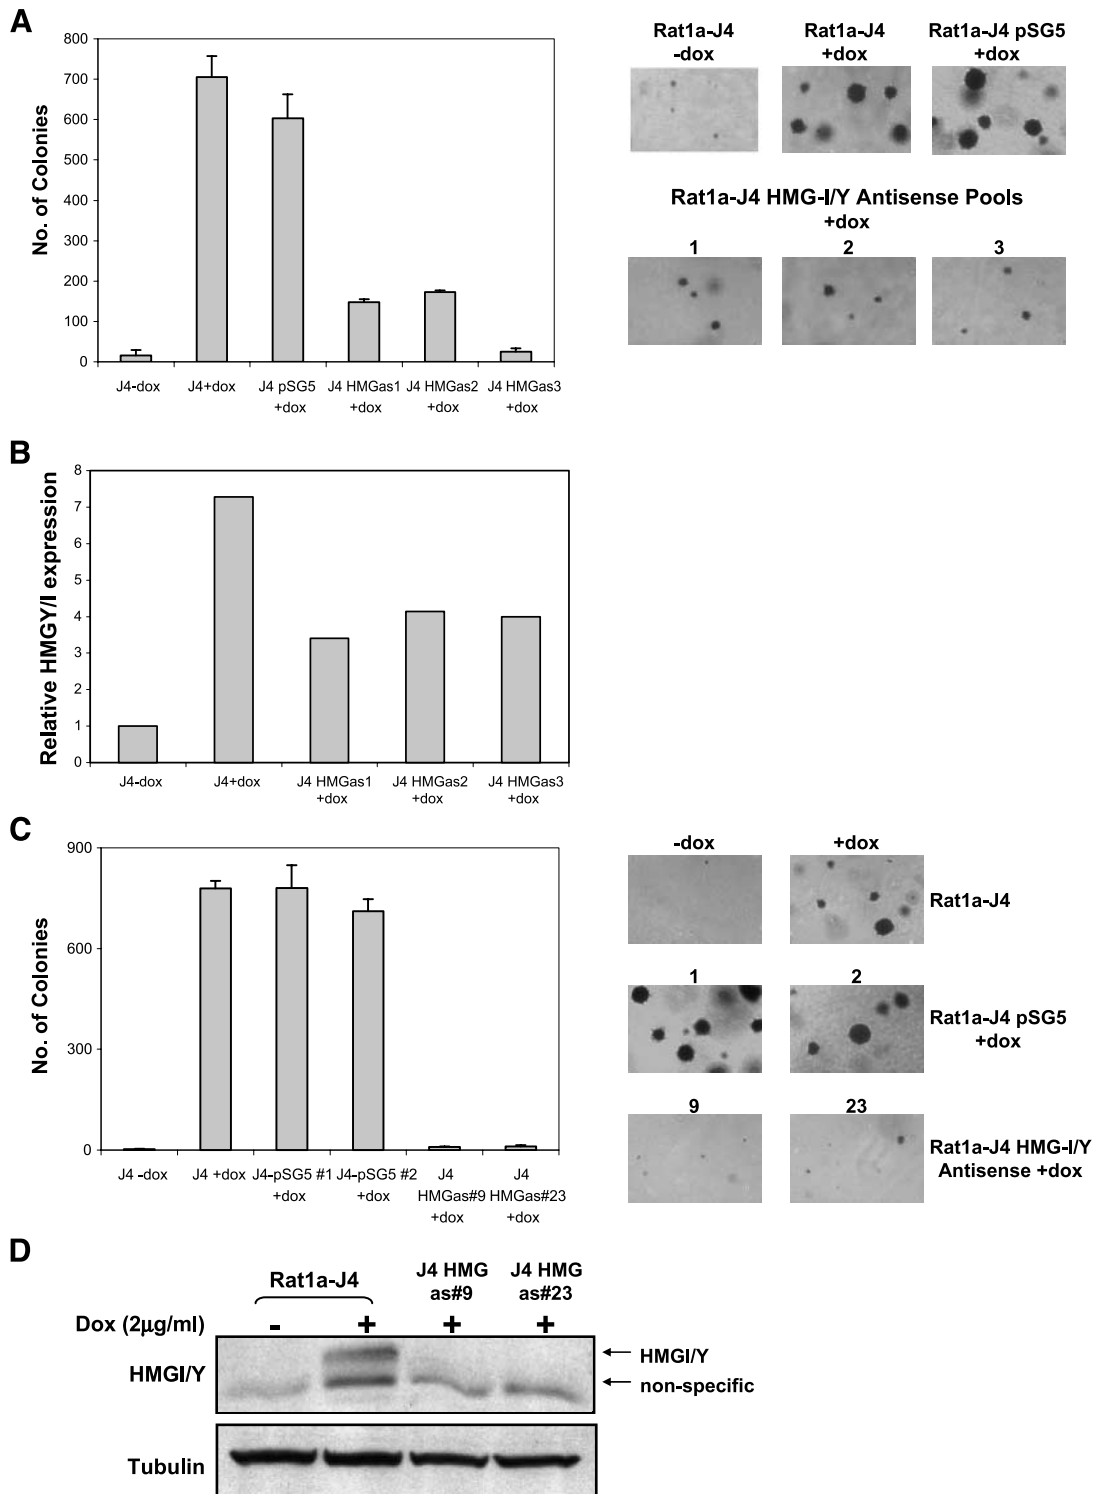 A
800
700
600
500
400
300
200
100
0
No. of Colonies
J4-dox
J4+dox
J4 pSG5
+dox
J4 HMGas1
+dox
J4 HMGas2
+dox
J4 HMGas3
+dox
Rat1a-J4
-dox
Rat1a-J4
+dox
Rat1a-J4 pSG5
+dox
Rat1a-J4 HMG-I/Y Antisense Pools
+dox
1
2
3
B
8
7
6
5
4
3
2
1
0
Relative HMGY/I expression
J4-dox
J4+dox
J4 HMGas1
+dox
J4 HMGas2
+dox
J4 HMGas3
+dox
C
900
600
300
0
No. of Colonies
J4 -dox
J4 +dox
J4-pSG5 #1
+dox
J4-pSG5 #2
+dox
J4
HMGas#9
+dox
J4
HMGas#23
+dox
-dox
+dox
Rat1a-J4
1
2
Rat1a-J4 pSG5
+dox
9
23
Rat1a-J4 HMG-I/Y
Antisense +dox
D
Rat1a-J4
J4 HMG
as#9
J4 HMG
as#23
Dox (2µg/ml)
-
+
+
+
HMGI/Y
HMGI/Y
non-specific
Tubulin